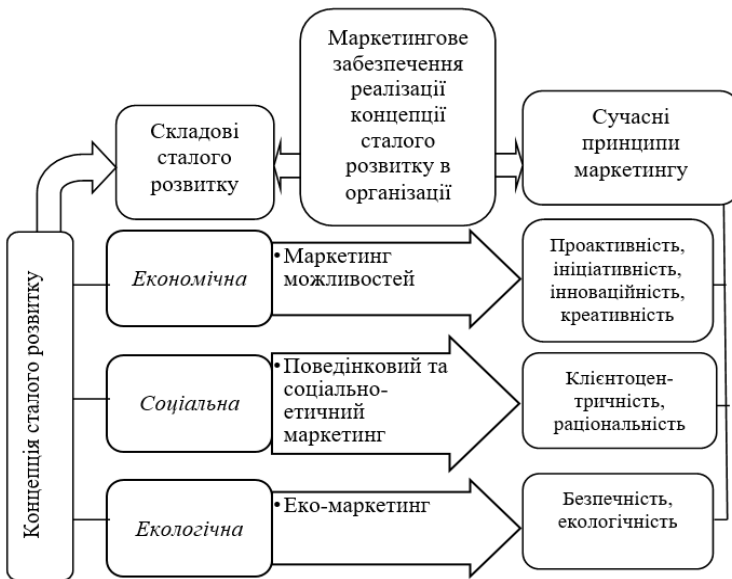 Маркетингове
забезпечення
реалізації
концепції
сталого
розвитку в
організації
Складові
сталого
розвитку
Сучасні
принципи
маркетингу
Концепція сталого розвитку
Економічна
• Маркетинг
можливостей
Проактивність,
ініціативність,
інноваційність,
креативність
Соціальна
• Поведінковий та
соціально-
етичний
маркетинг
Клієнтоцен-
тричність,
раціональність
Екологічна
• Еко-маркетинг
Безпечність,
екологічність